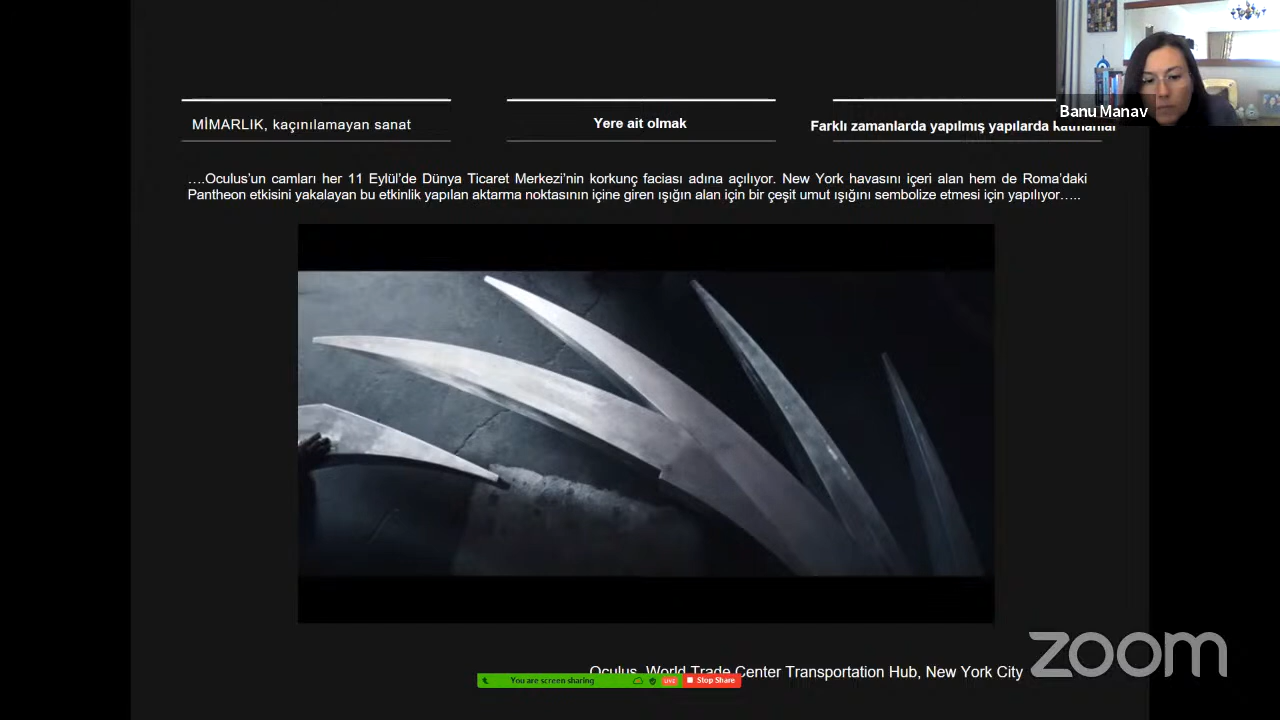 MİMARLIK, kaçınılamayan sanat
Yere ait olmak
Farklı zamanlarda yapılmış yapılarda katmanlar
Banu Manav
….Oculus’un camları her 11 Eylül’de Dünya Ticaret Merkezi’nin korkunç faciası adına açılıyor. New York havasını içeri alan hem de Roma’daki
Pantheon etkisini yakalayan bu etkinlik yapılan aktarma noktasının içine giren ışığın alan için bir çeşit umut ışığını sembolize etmesi için yapılıyor…..
Oculus, World Trade Center Transportation Hub, New York City
You are screen sharing
LIVE
Stop Share
zoom